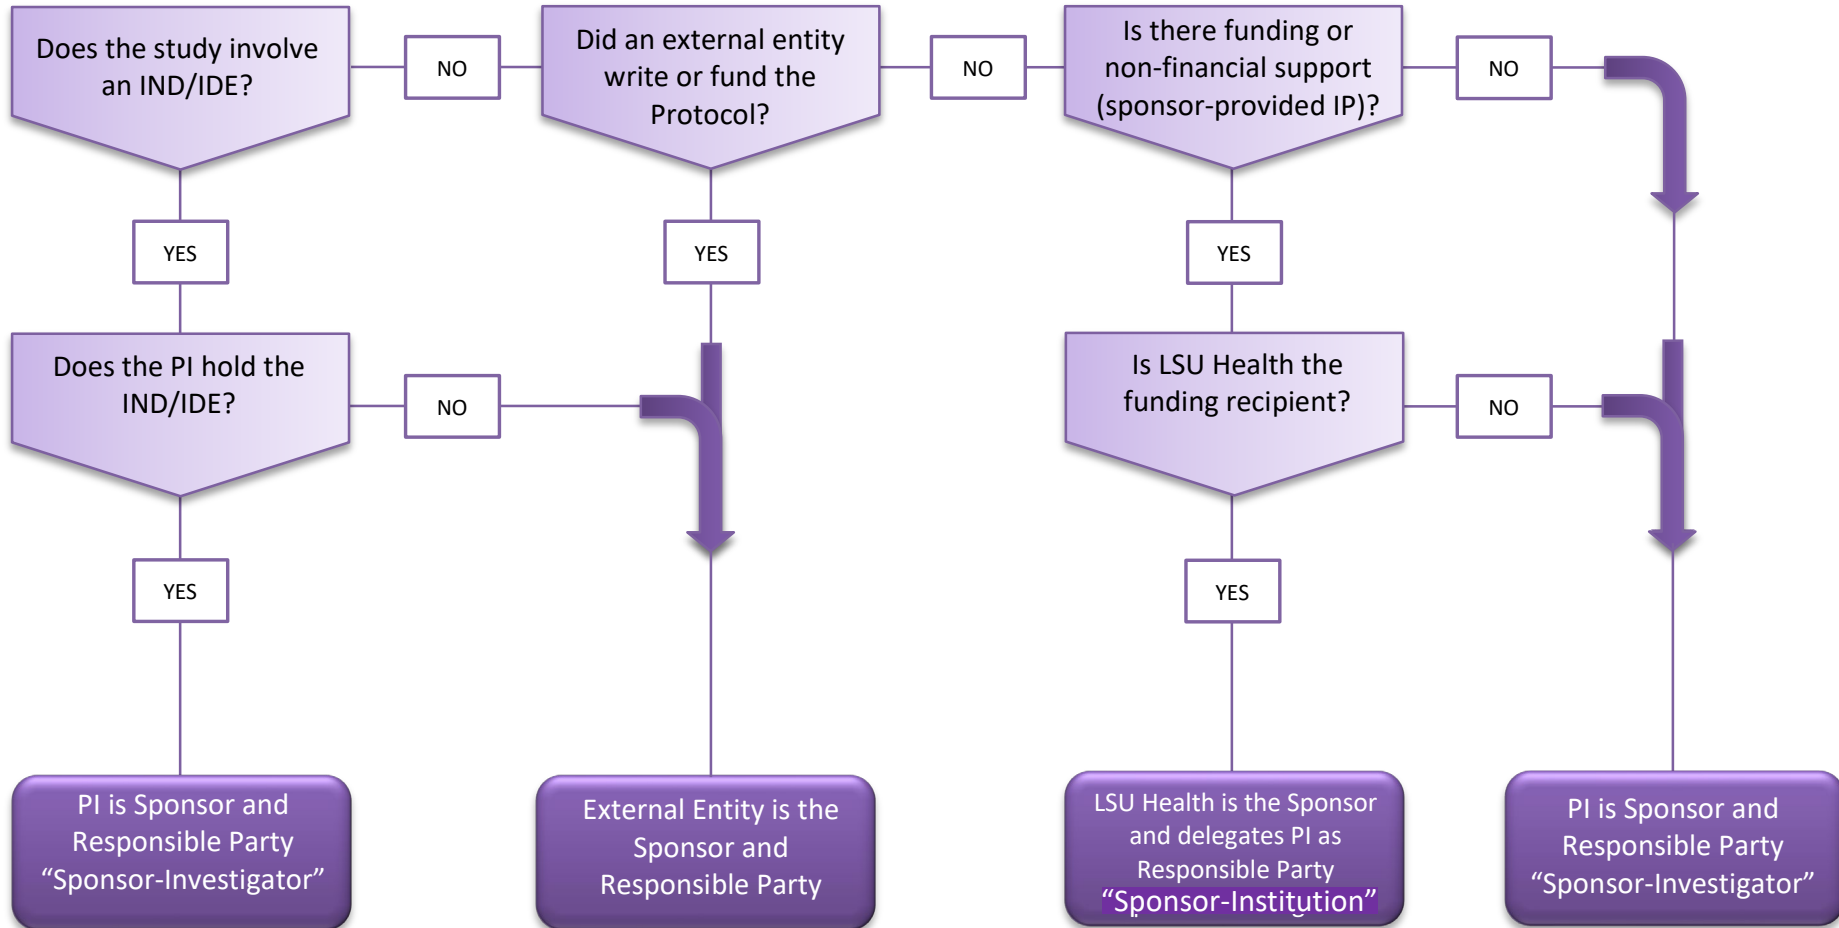 Does the study involve
an IND/IDE?
NO
Did an external entity
write or fund the
Protocol?
NO
Is there funding or
non-financial support
(sponsor-provided IP)?
NO
YES
YES
YES
Does the PI hold the
IND/IDE?
NO
Is LSU Health the
funding recipient?
NO
YES
YES
PI is Sponsor and
Responsible Party
“Sponsor-Investigator”
External Entity is the
Sponsor and
Responsible Party
LSU Health is the Sponsor
and delegates PI as
Responsible Party
“Sponsor-Institution”
PI is Sponsor and
Responsible Party
“Sponsor-Investigator”